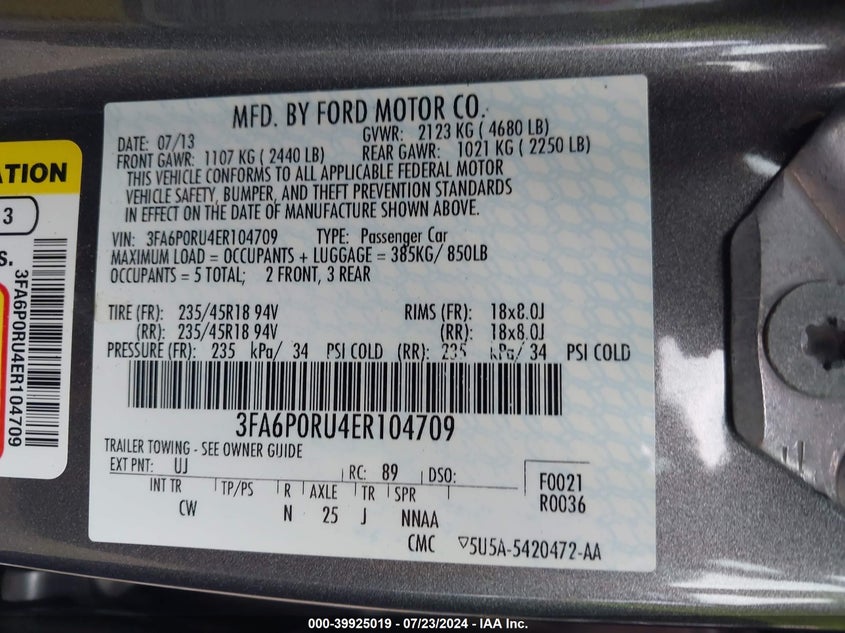 MFD. BY FORD MOTOR CO.
DATE: 07/13 GVWR: 2123 KG ( 4680 LB)
FRONT GAWR: 1107 KG ( 2440 LB) REAR GAWR: 1021 KG ( 2250 LB)
THIS VEHICLE CONFORMS TO ALL APPLICABLE FEDERAL MOTOR
VEHICLE SAFETY, BUMPER, AND THEFT PREVENTION STANDARDS
IN EFFECT ON THE DATE OF MANUFACTURE SHOWN ABOVE.
VIN: 3FA6P0RU4ER104709 TYPE: Passenger Car
MAXIMUM LOAD = OCCUPANTS + LUGGAGE = 385KG/ 850LB
OCCUPANTS = 5 TOTAL; 2 FRONT, 3 REAR
TIRE (FR): 235/45R18 94V RIMS (FR): 18x8.0J
(RR): 235/45R18 94V (RR): 18x8.0J
PRESSURE (FR): 235 kPa/ 34 PSI COLD (RR): 235 kPa/ 34 PSI COLD
3FA6P0RU4ER104709
TRAILER TOWING - SEE OWNER GUIDE
EXT PNT: UJ RC: 89 DSO:
INT TR TP/PS R AXLE TR SPR
CW N 25 J NNAA
F0021
R0036
CMC ▽5U5A-5420472-AA
ATION
3
S.
3FA6P0RU4ER104709
000-39925019 - 07/23/2024 - IAA Inc.